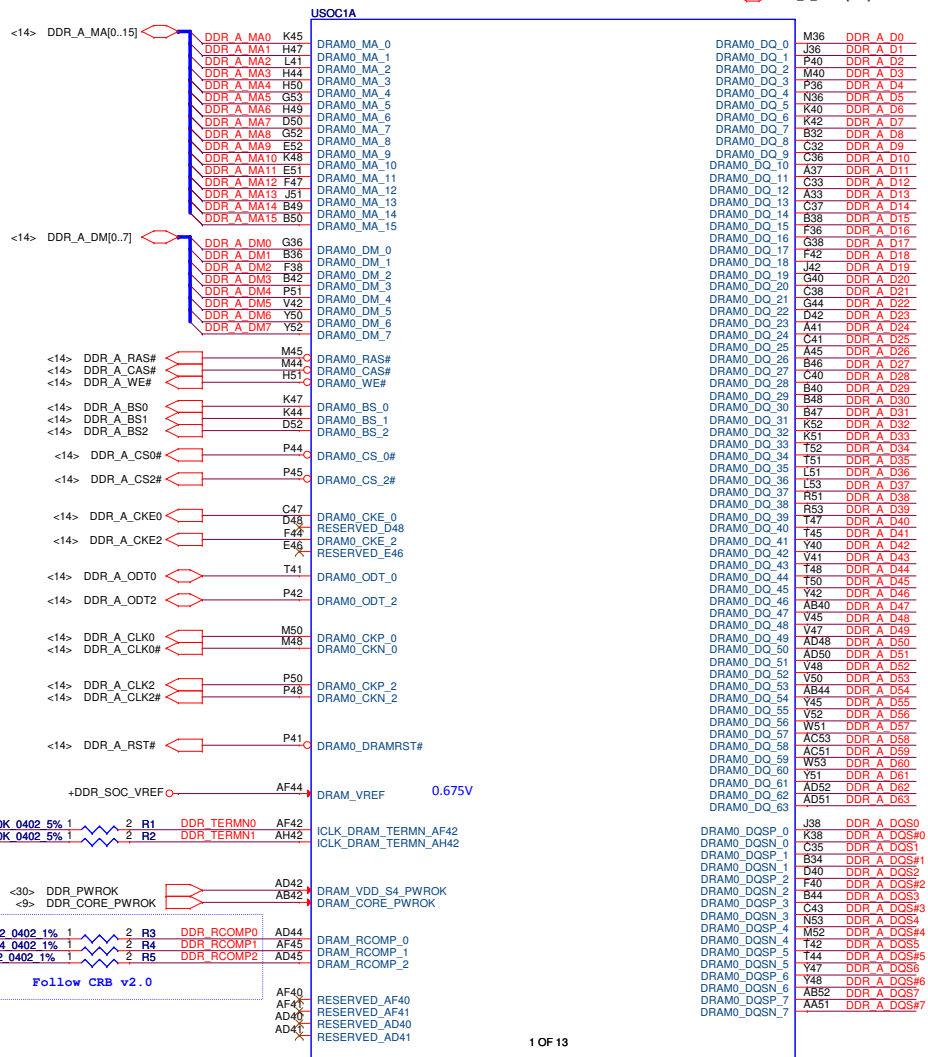 USOC1A
<14> DDR_A_MA[0..15]
DDR_A_MA0 K45 DRAM0_MA_0
DDR_A_MA1 H47 DRAM0_MA_1
DDR_A_MA2 L41 DRAM0_MA_2
DDR_A_MA3 H44 DRAM0_MA_3
DDR_A_MA4 H50 DRAM0_MA_4
DDR_A_MA5 G53 DRAM0_MA_5
DDR_A_MA6 H49 DRAM0_MA_6
DDR_A_MA7 D50 DRAM0_MA_7
DDR_A_MA8 G52 DRAM0_MA_8
DDR_A_MA9 E52 DRAM0_MA_9
DDR_A_MA10 K48 DRAM0_MA_10
DDR_A_MA11 E51 DRAM0_MA_11
DDR_A_MA12 F47 DRAM0_MA_12
DDR_A_MA13 J51 DRAM0_MA_13
DDR_A_MA14 B49 DRAM0_MA_14
DDR_A_MA15 B50 DRAM0_MA_15
<14> DDR_A_DM[0..7]
DDR_A_DM0 G36 DRAM0_DM_0
DDR_A_DM1 B36 DRAM0_DM_1
DDR_A_DM2 F38 DRAM0_DM_2
DDR_A_DM3 B42 DRAM0_DM_3
DDR_A_DM4 P51 DRAM0_DM_4
DDR_A_DM5 V42 DRAM0_DM_5
DDR_A_DM6 Y50 DRAM0_DM_6
DDR_A_DM7 Y52 DRAM0_DM_7
<14> DDR_A_RAS# M45 DRAM0_RAS#
<14> DDR_A_CAS# M44 DRAM0_CAS#
<14> DDR_A_WE# H51 DRAM0_WE#
<14> DDR_A_BS0 K47 DRAM0_BS_0
<14> DDR_A_BS1 K44 DRAM0_BS_1
<14> DDR_A_BS2 D52 DRAM0_BS_2
<14> DDR_A_CS0# P44 DRAM0_CS_0#
<14> DDR_A_CS2# P45 DRAM0_CS_2#
<14> DDR_A_CKE0 C47 DRAM0_CKE_0
D48 RESERVED_D48
<14> DDR_A_CKE2 F44 DRAM0_CKE_2
E46 RESERVED_E46
<14> DDR_A_ODT0 T41 DRAM0_ODT_0
<14> DDR_A_ODT2 P42 DRAM0_ODT_2
<14> DDR_A_CLK0 M50 DRAM0_CKP_0
<14> DDR_A_CLK0# M48 DRAM0_CKN_0
<14> DDR_A_CLK2 P50 DRAM0_CKP_2
<14> DDR_A_CLK2# P48 DRAM0_CKN_2
<14> DDR_A_RST# P41 DRAM0_DRAMRST#
+DDR_SOC_VREF AF44 DRAM_VREF 0.675V
0K_0402_5% 1 2 R1 DDR_TERMN0 AF42 ICLK_DRAM_TERMN_AF42
0K_0402_5% 1 2 R2 DDR_TERMN1 AH42 ICLK_DRAM_TERMN_AH42
<30> DDR_PWROK AD42 DRAM_VDD_S4_PWROK
<9> DDR_CORE_PWROK AB42 DRAM_CORE_PWROK
2_0402_1% 1 2 R3 DDR_RCOMP0 AD44 DRAM_RCOMP_0
4_0402_1% 1 2 R4 DDR_RCOMP1 AF45 DRAM_RCOMP_1
2_0402_1% 1 2 R5 DDR_RCOMP2 AD45 DRAM_RCOMP_2
Follow CRB v2.0
AF40 RESERVED_AF40
AF41 RESERVED_AF41
AD40 RESERVED_AD40
AD41 RESERVED_AD41
DRAM0_DQ_0 M36 DDR_A_D0
DRAM0_DQ_1 J36 DDR_A_D1
DRAM0_DQ_2 P40 DDR_A_D2
DRAM0_DQ_3 M40 DDR_A_D3
DRAM0_DQ_4 P36 DDR_A_D4
DRAM0_DQ_5 N36 DDR_A_D5
DRAM0_DQ_6 K40 DDR_A_D6
DRAM0_DQ_7 K42 DDR_A_D7
DRAM0_DQ_8 B32 DDR_A_D8
DRAM0_DQ_9 C32 DDR_A_D9
DRAM0_DQ_10 C36 DDR_A_D10
DRAM0_DQ_11 A37 DDR_A_D11
DRAM0_DQ_12 C33 DDR_A_D12
DRAM0_DQ_13 A33 DDR_A_D13
DRAM0_DQ_14 C37 DDR_A_D14
DRAM0_DQ_15 B38 DDR_A_D15
DRAM0_DQ_16 F36 DDR_A_D16
DRAM0_DQ_17 G38 DDR_A_D17
DRAM0_DQ_18 F42 DDR_A_D18
DRAM0_DQ_19 J42 DDR_A_D19
DRAM0_DQ_20 G40 DDR_A_D20
DRAM0_DQ_21 C38 DDR_A_D21
DRAM0_DQ_22 G44 DDR_A_D22
DRAM0_DQ_23 D42 DDR_A_D23
DRAM0_DQ_24 A41 DDR_A_D24
DRAM0_DQ_25 C41 DDR_A_D25
DRAM0_DQ_26 A45 DDR_A_D26
DRAM0_DQ_27 B46 DDR_A_D27
DRAM0_DQ_28 C40 DDR_A_D28
DRAM0_DQ_29 B40 DDR_A_D29
DRAM0_DQ_30 B48 DDR_A_D30
DRAM0_DQ_31 B47 DDR_A_D31
DRAM0_DQ_32 K52 DDR_A_D32
DRAM0_DQ_33 K51 DDR_A_D33
DRAM0_DQ_34 T52 DDR_A_D34
DRAM0_DQ_35 T51 DDR_A_D35
DRAM0_DQ_36 L51 DDR_A_D36
DRAM0_DQ_37 L53 DDR_A_D37
DRAM0_DQ_38 R51 DDR_A_D38
DRAM0_DQ_39 R53 DDR_A_D39
DRAM0_DQ_40 T47 DDR_A_D40
DRAM0_DQ_41 T45 DDR_A_D41
DRAM0_DQ_42 Y40 DDR_A_D42
DRAM0_DQ_43 V41 DDR_A_D43
DRAM0_DQ_44 T48 DDR_A_D44
DRAM0_DQ_45 T50 DDR_A_D45
DRAM0_DQ_46 Y42 DDR_A_D46
DRAM0_DQ_47 AB40 DDR_A_D47
DRAM0_DQ_48 V45 DDR_A_D48
DRAM0_DQ_49 V47 DDR_A_D49
DRAM0_DQ_50 AD48 DDR_A_D50
DRAM0_DQ_51 AD50 DDR_A_D51
DRAM0_DQ_52 V48 DDR_A_D52
DRAM0_DQ_53 V50 DDR_A_D53
DRAM0_DQ_54 AB44 DDR_A_D54
DRAM0_DQ_55 Y45 DDR_A_D55
DRAM0_DQ_56 V52 DDR_A_D56
DRAM0_DQ_57 W51 DDR_A_D57
DRAM0_DQ_58 AC53 DDR_A_D58
DRAM0_DQ_59 AC51 DDR_A_D59
DRAM0_DQ_60 W53 DDR_A_D60
DRAM0_DQ_61 Y51 DDR_A_D61
DRAM0_DQ_62 AD52 DDR_A_D62
DRAM0_DQ_63 AD51 DDR_A_D63
DRAM0_DQSP_0 J38 DDR_A_DQS0
DRAM0_DQSN_0 K38 DDR_A_DQS#0
DRAM0_DQSP_1 C35 DDR_A_DQS1
DRAM0_DQSN_1 B34 DDR_A_DQS#1
DRAM0_DQSP_2 D40 DDR_A_DQS2
DRAM0_DQSN_2 F40 DDR_A_DQS#2
DRAM0_DQSP_3 B44 DDR_A_DQS3
DRAM0_DQSN_3 C43 DDR_A_DQS#3
DRAM0_DQSP_4 N53 DDR_A_DQS4
DRAM0_DQSN_4 M52 DDR_A_DQS#4
DRAM0_DQSP_5 T42 DDR_A_DQS5
DRAM0_DQSN_5 T44 DDR_A_DQS#5
DRAM0_DQSP_6 Y47 DDR_A_DQS6
DRAM0_DQSN_6 Y48 DDR_A_DQS#6
DRAM0_DQSP_7 AB52 DDR_A_DQS7
DRAM0_DQSN_7 AA51 DDR_A_DQS#7
1 OF 13